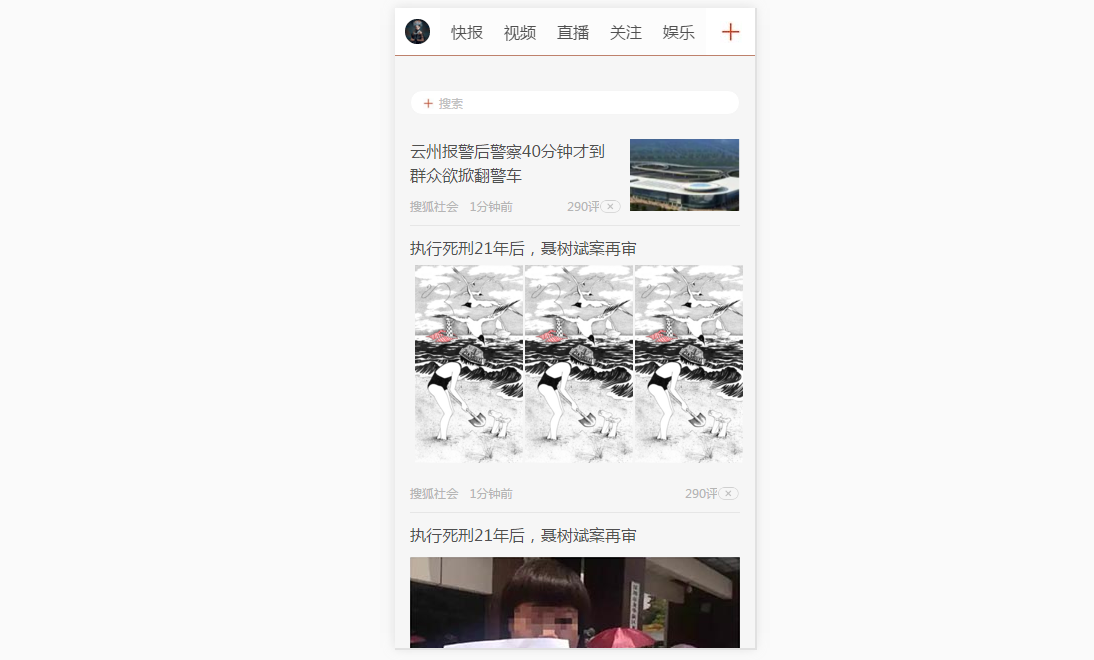 快报 视频 直播 关注 娱乐
搜索
云州报警后警察40分钟才到
群众欲掀翻警车
搜狐社会 1分钟前 290评
执行死刑21年后，聂树斌案再审
搜狐社会 1分钟前 290评
执行死刑21年后，聂树斌案再审